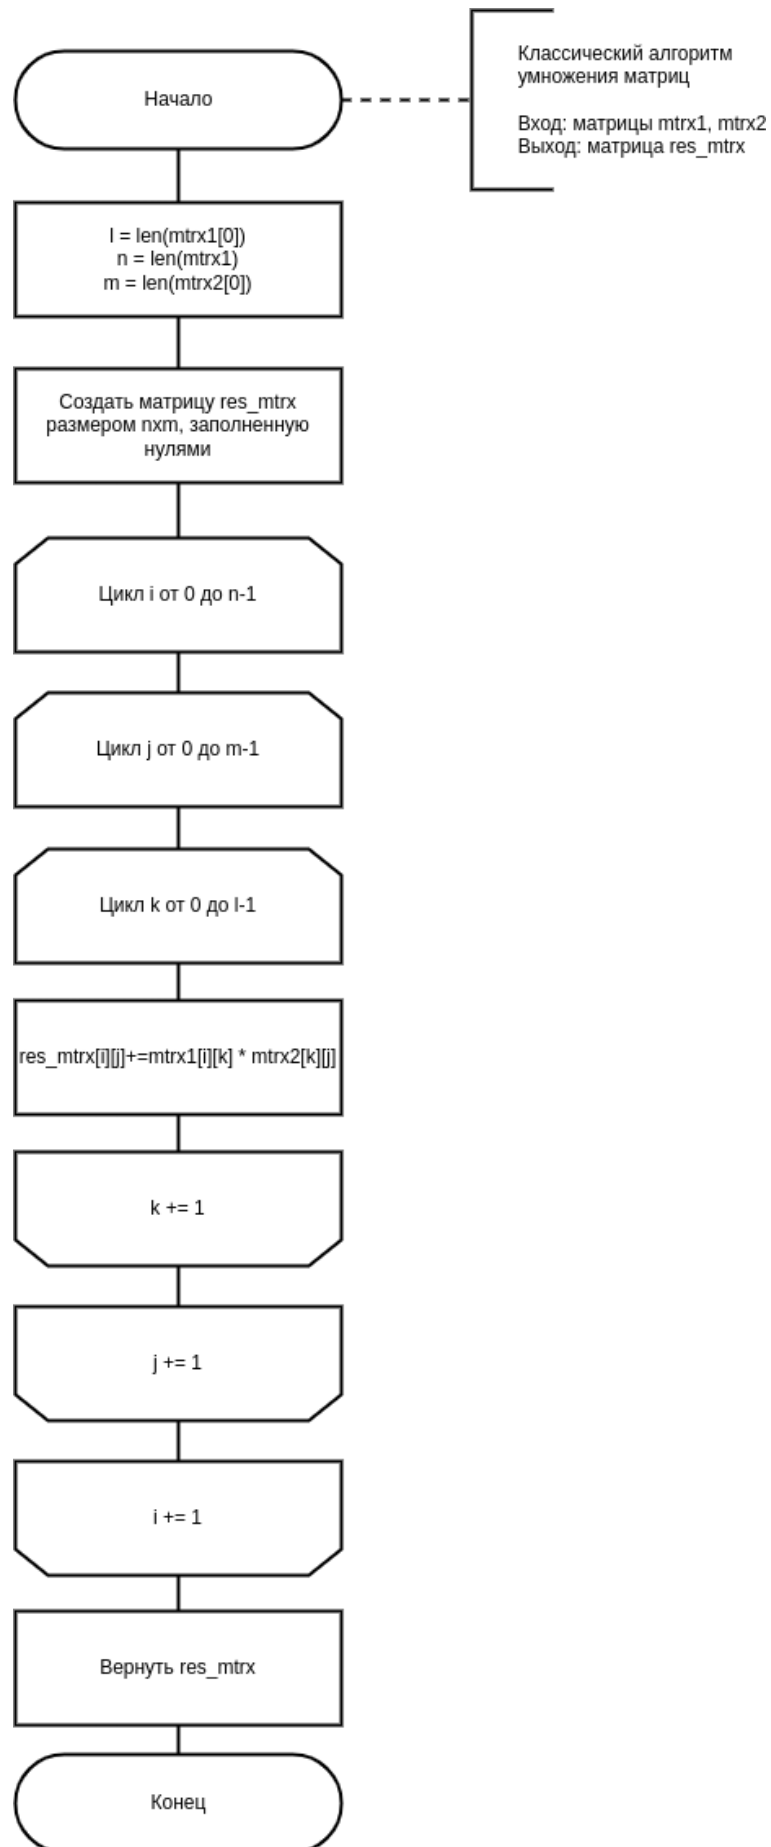 Начало
Классический алгоритм
умножения матриц
Вход: матрицы mtrx1, mtrx2
Выход: матрица res_mtrx
l = len(mtrx1[0])
n = len(mtrx1)
m = len(mtrx2[0])
Создать матрицу res_mtrx
размером nxm, заполненную
нулями
Цикл i от 0 до n-1
Цикл j от 0 до m-1
Цикл k от 0 до l-1
res_mtrx[i][j]+=mtrx1[i][k] * mtrx2[k][j]
k += 1
j += 1
i += 1
Вернуть res_mtrx
Конец